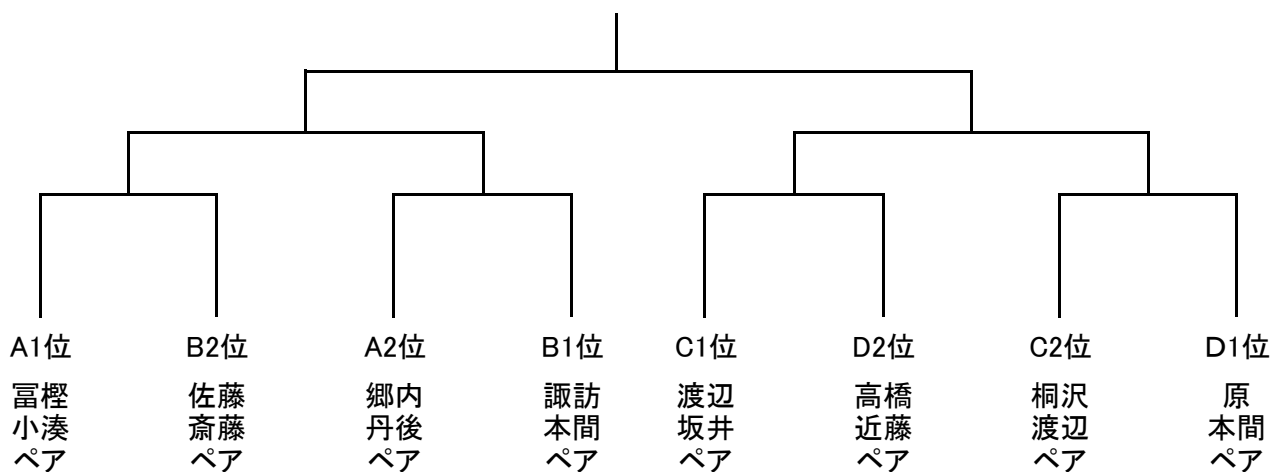 A1位 B2位 A2位 B1位 C1位 D2位 C2位 D1位
冨樫 佐藤 郷内 諏訪 渡辺 高橋 桐沢 原
小湊 斎藤 丹後 本間 坂井 近藤 渡辺 本間
ペア ペア ペア ペア ペア ペア ペア ペア